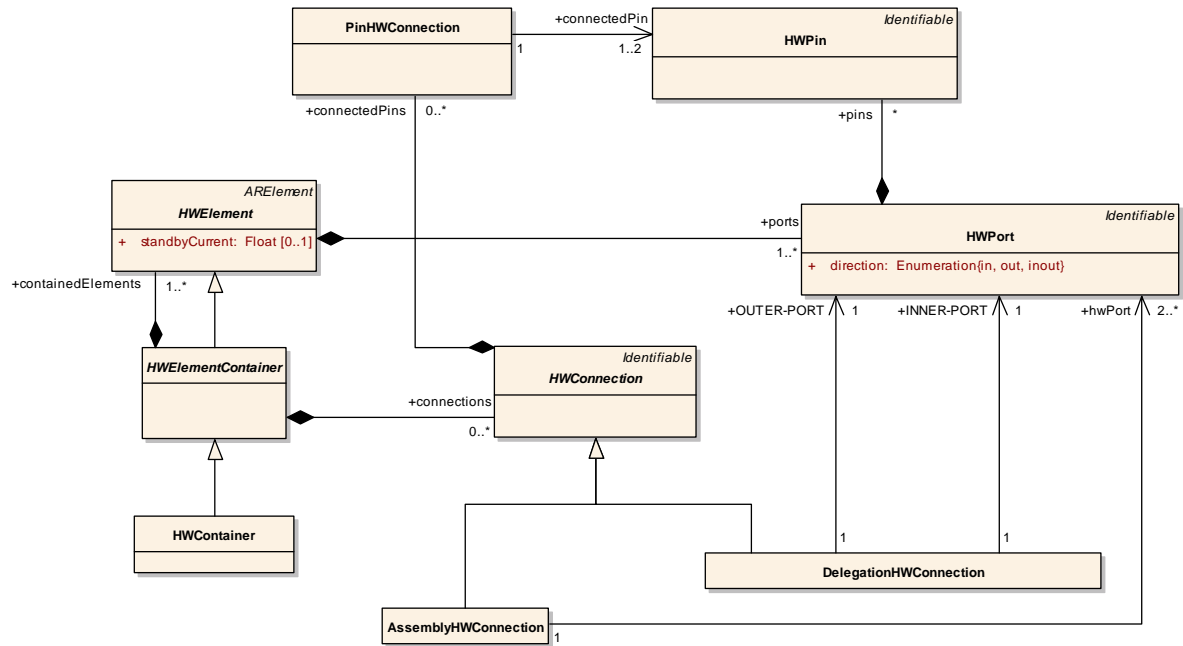 PinHWConnection
+connectedPin
1
1..2
Identifiable
HWPin
+connectedPins
0..*
+pins
*
ARElement
HWElement
+ standbyCurrent: Float [0..1]
+ports
1..*
Identifiable
HWPort
+ direction: Enumeration{in, out, inout}
+containedElements
1..*
+OUTER-PORT
1
+INNER-PORT
1
+hwPort
2..*
HWElementContainer
Identifiable
HWConnection
+connections
0..*
HWContainer
1
1
DelegationHWConnection
AssemblyHWConnection
1